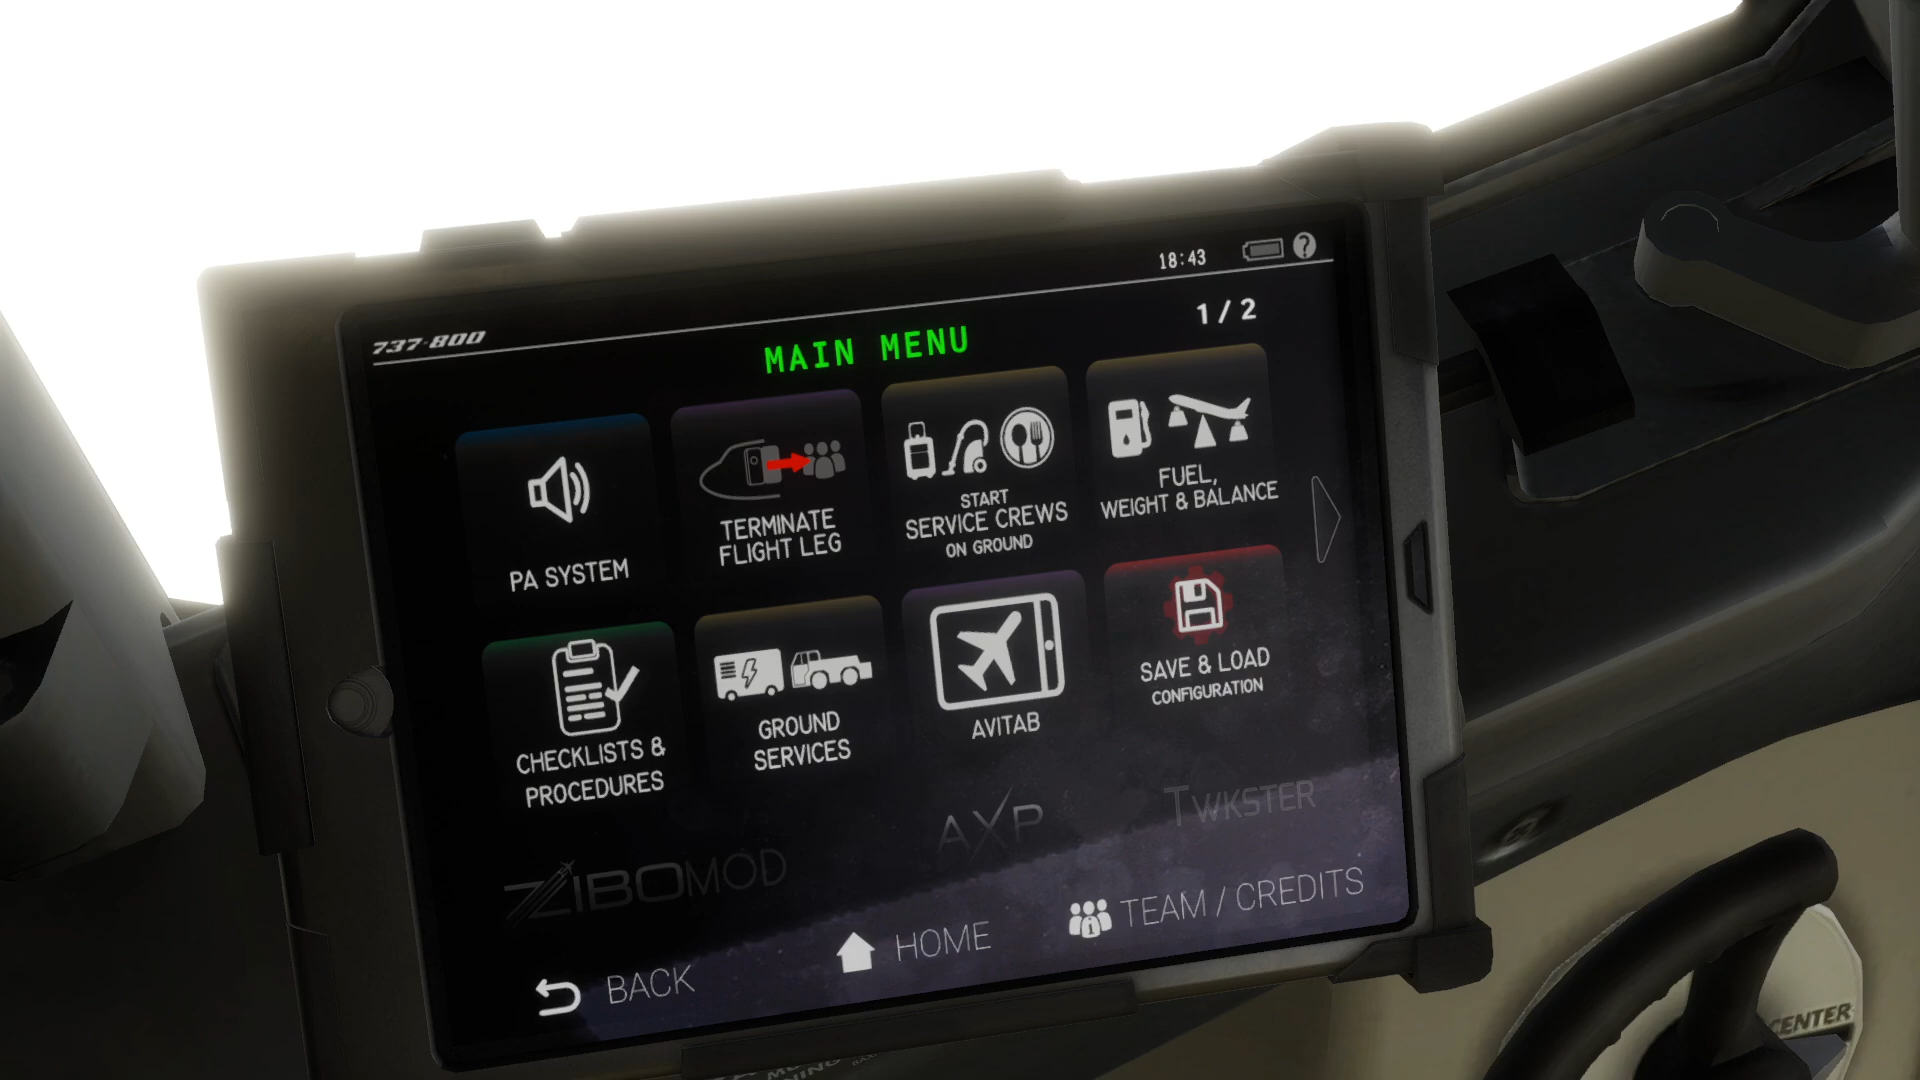 18:43
737-800
MAIN MENU
1 / 2
PA SYSTEM
TERMINATE
FLIGHT LEG
START
SERVICE CREWS
ON GROUND
FUEL,
WEIGHT & BALANCE
CHECKLISTS &
PROCEDURES
GROUND
SERVICES
AVITAB
SAVE & LOAD
CONFIGURATION
ZIBOMOD
AXP
TWKSTER
BACK
HOME
TEAM / CREDITS
CENTER